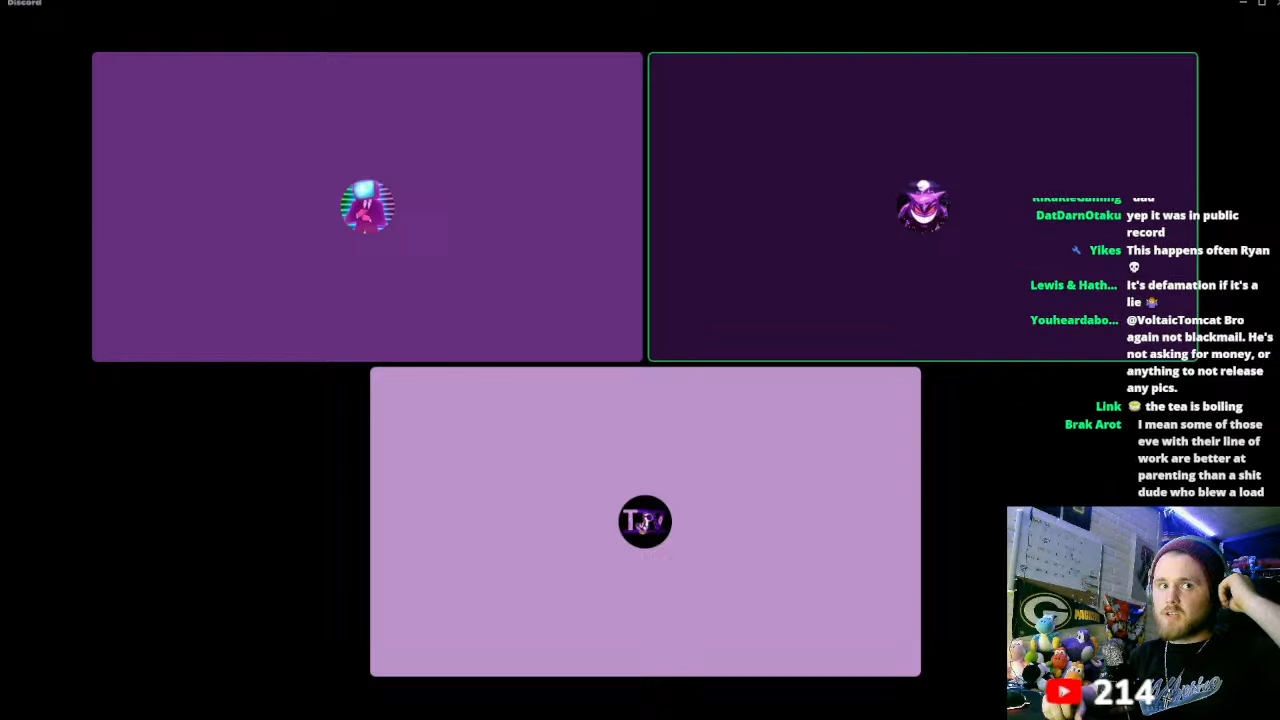 Discord
RikukieGaming dad
DatDarnOtaku yep it was in public
record
Yikes This happens often Ryan
Lewis & Hath... It's defamation if it's a
lie
Youheardabo... @VoltaicTomcat Bro
again not blackmail. He's
not asking for money, or
anything to not release
any pics.
Link the tea is boiling
Brak Arot I mean some of those
eve with their line of
work are better at
parenting than a shit
dude who blew a load
G
214